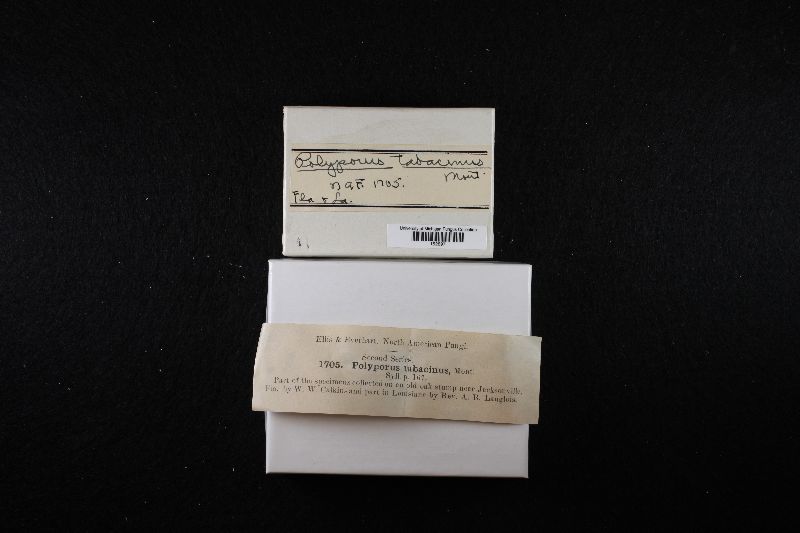 Polyporus tabacinus
Mont.
N A F. 1705.
Fla & La.
University of Michigan Fungus Collection
Ellis & Everhart, North American Fungi.
Second Series.
1705. Polyporus tabacinus, Mont.
Syll. p. 157.
Part of the specimens collected on an old oak stump near Jacksonville,
Fla. by W. W. Calkins and part in Louisiana by Rev. A. B. Langlois.